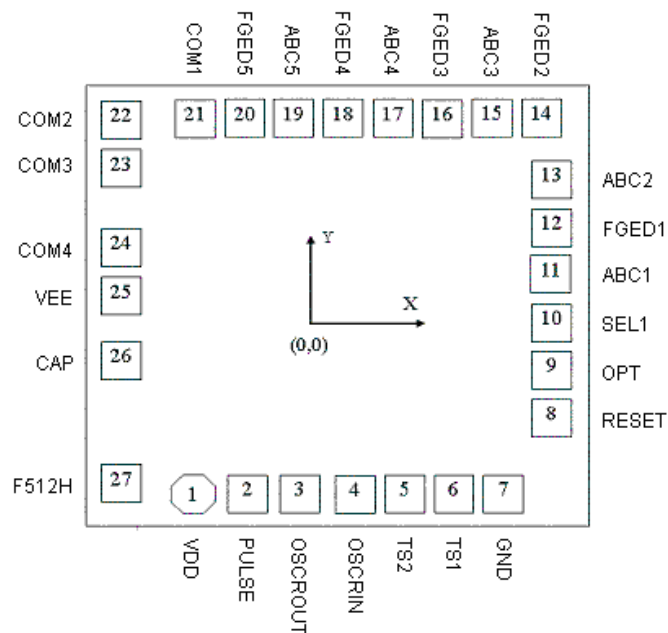 COM1 FGED5 ABC5 FGED4 ABC4 FGED3 ABC3 FGED2
COM2 22 21 20 19 18 17 16 15 14
COM3 23
13 ABC2
12 FGED1
COM4 24
Y
11 ABC1
VEE 25
X
10 SEL1
(0,0)
CAP 26
9 OPT
8 RESET
F512H 27 1 2 3 4 5 6 7
VDD PULSE OSCROUT OSCRIN TS2 TS1 GND